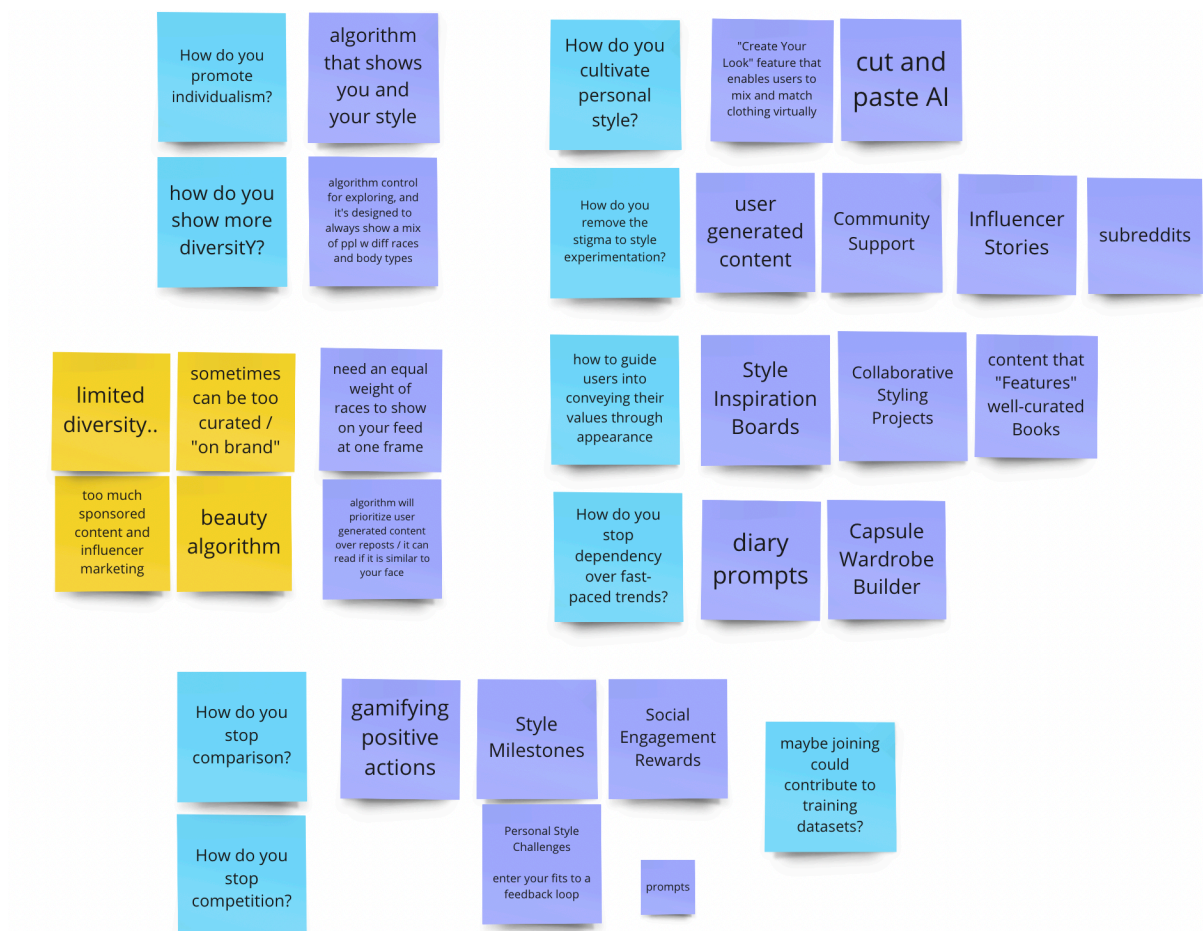 How do you
promote
individualism?
algorithm
that shows
you and
your style
how do you
show more
diversitY?
algorithm control
for exploring, and
it's designed to
always show a mix
of ppl w diff races
and body types
How do you
cultivate
personal
style?
"Create Your
Look" feature that
enables users to
mix and match
clothing virtually
cut and
paste AI
How do you
remove the
stigma to style
experimentation?
user
generated
content
Community
Support
Influencer
Stories
subreddits
limited
diversity..
sometimes
can be too
curated /
"on brand"
need an equal
weight of
races to show
on your feed
at one frame
too much
sponsored
content and
influencer
marketing
beauty
algorithm
algorithm will
prioritize user
generated content
over reposts / it can
read if it is similar to
your face
how to guide
users into
conveying their
values through
appearance
Style
Inspiration
Boards
Collaborative
Styling
Projects
content that
"Features"
well-curated
Books
How do you
stop
dependency
over fast-
paced trends?
diary
prompts
Capsule
Wardrobe
Builder
How do you
stop
comparison?
gamifying
positive
actions
Style
Milestones
Social
Engagement
Rewards
How do you
stop
competition?
Personal Style
Challenges
enter your fits to a
feedback loop
prompts
maybe joining
could
contribute to
training
datasets?